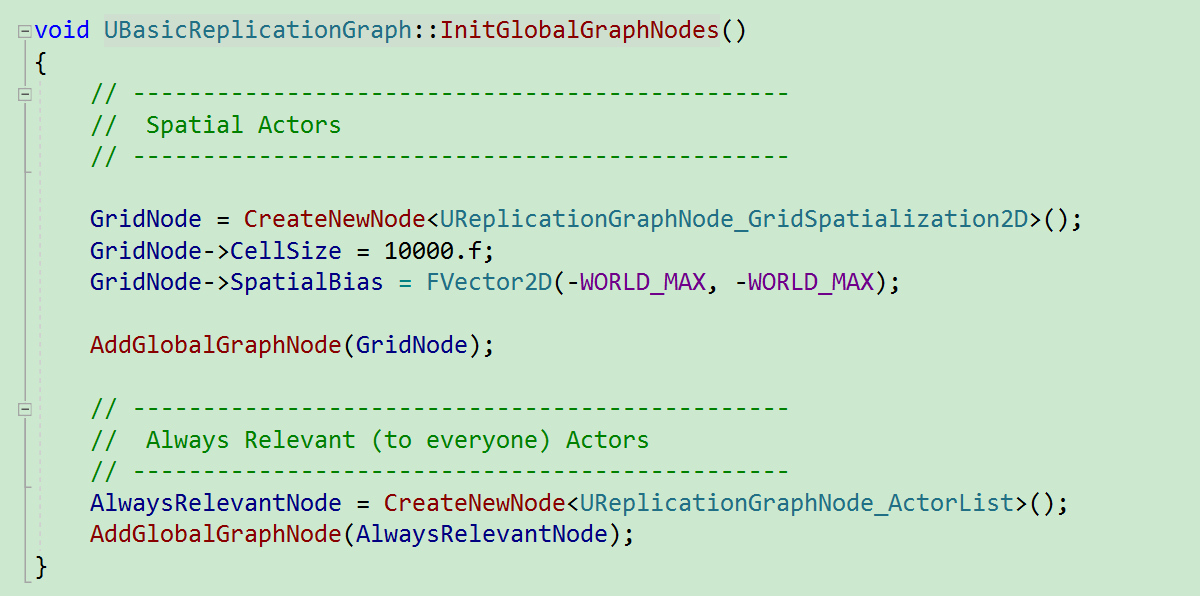 void UBasicReplicationGraph::InitGlobalGraphNodes()
{
    // -----------------------------------------------
    //  Spatial Actors
    // -----------------------------------------------

    GridNode = CreateNewNode<UReplicationGraphNode_GridSpatialization2D>();
    GridNode->CellSize = 10000.f;
    GridNode->SpatialBias = FVector2D(-WORLD_MAX, -WORLD_MAX);

    AddGlobalGraphNode(GridNode);

    // -----------------------------------------------
    //  Always Relevant (to everyone) Actors
    // -----------------------------------------------
    AlwaysRelevantNode = CreateNewNode<UReplicationGraphNode_ActorList>();
    AddGlobalGraphNode(AlwaysRelevantNode);
}